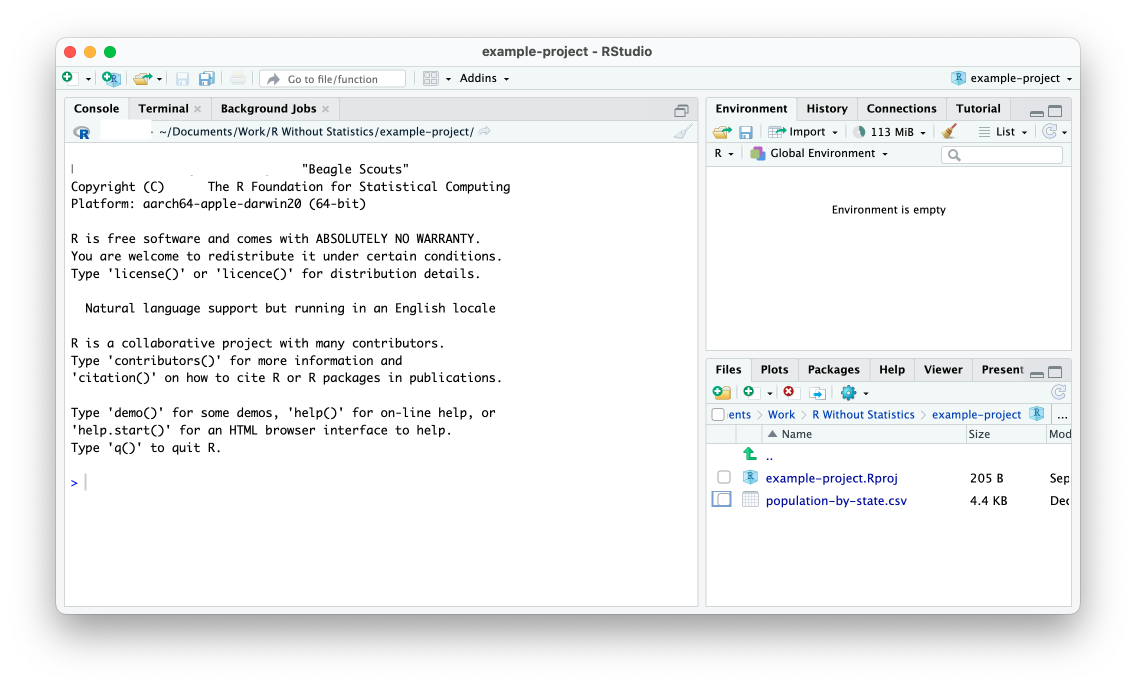 example-project - RStudio
Go to file/function Addins example-project
Console Terminal Background Jobs
~/Documents/Work/R Without Statistics/example-project/
"Beagle Scouts"
Copyright (C) The R Foundation for Statistical Computing
Platform: aarch64-apple-darwin20 (64-bit)
R is free software and comes with ABSOLUTELY NO WARRANTY.
You are welcome to redistribute it under certain conditions.
Type 'license()' or 'licence()' for distribution details.
Natural language support but running in an English locale
R is a collaborative project with many contributors.
Type 'contributors()' for more information and
'citation()' on how to cite R or R packages in publications.
Type 'demo()' for some demos, 'help()' for on-line help, or
'help.start()' for an HTML browser interface to help.
Type 'q()' to quit R.
>
Environment History Connections Tutorial
Import 113 MiB List
R Global Environment
Environment is empty
Files Plots Packages Help Viewer Present
ents Work R Without Statistics example-project ...
Name Size Mod
..
example-project.Rproj 205 B Sep
population-by-state.csv 4.4 KB Dec